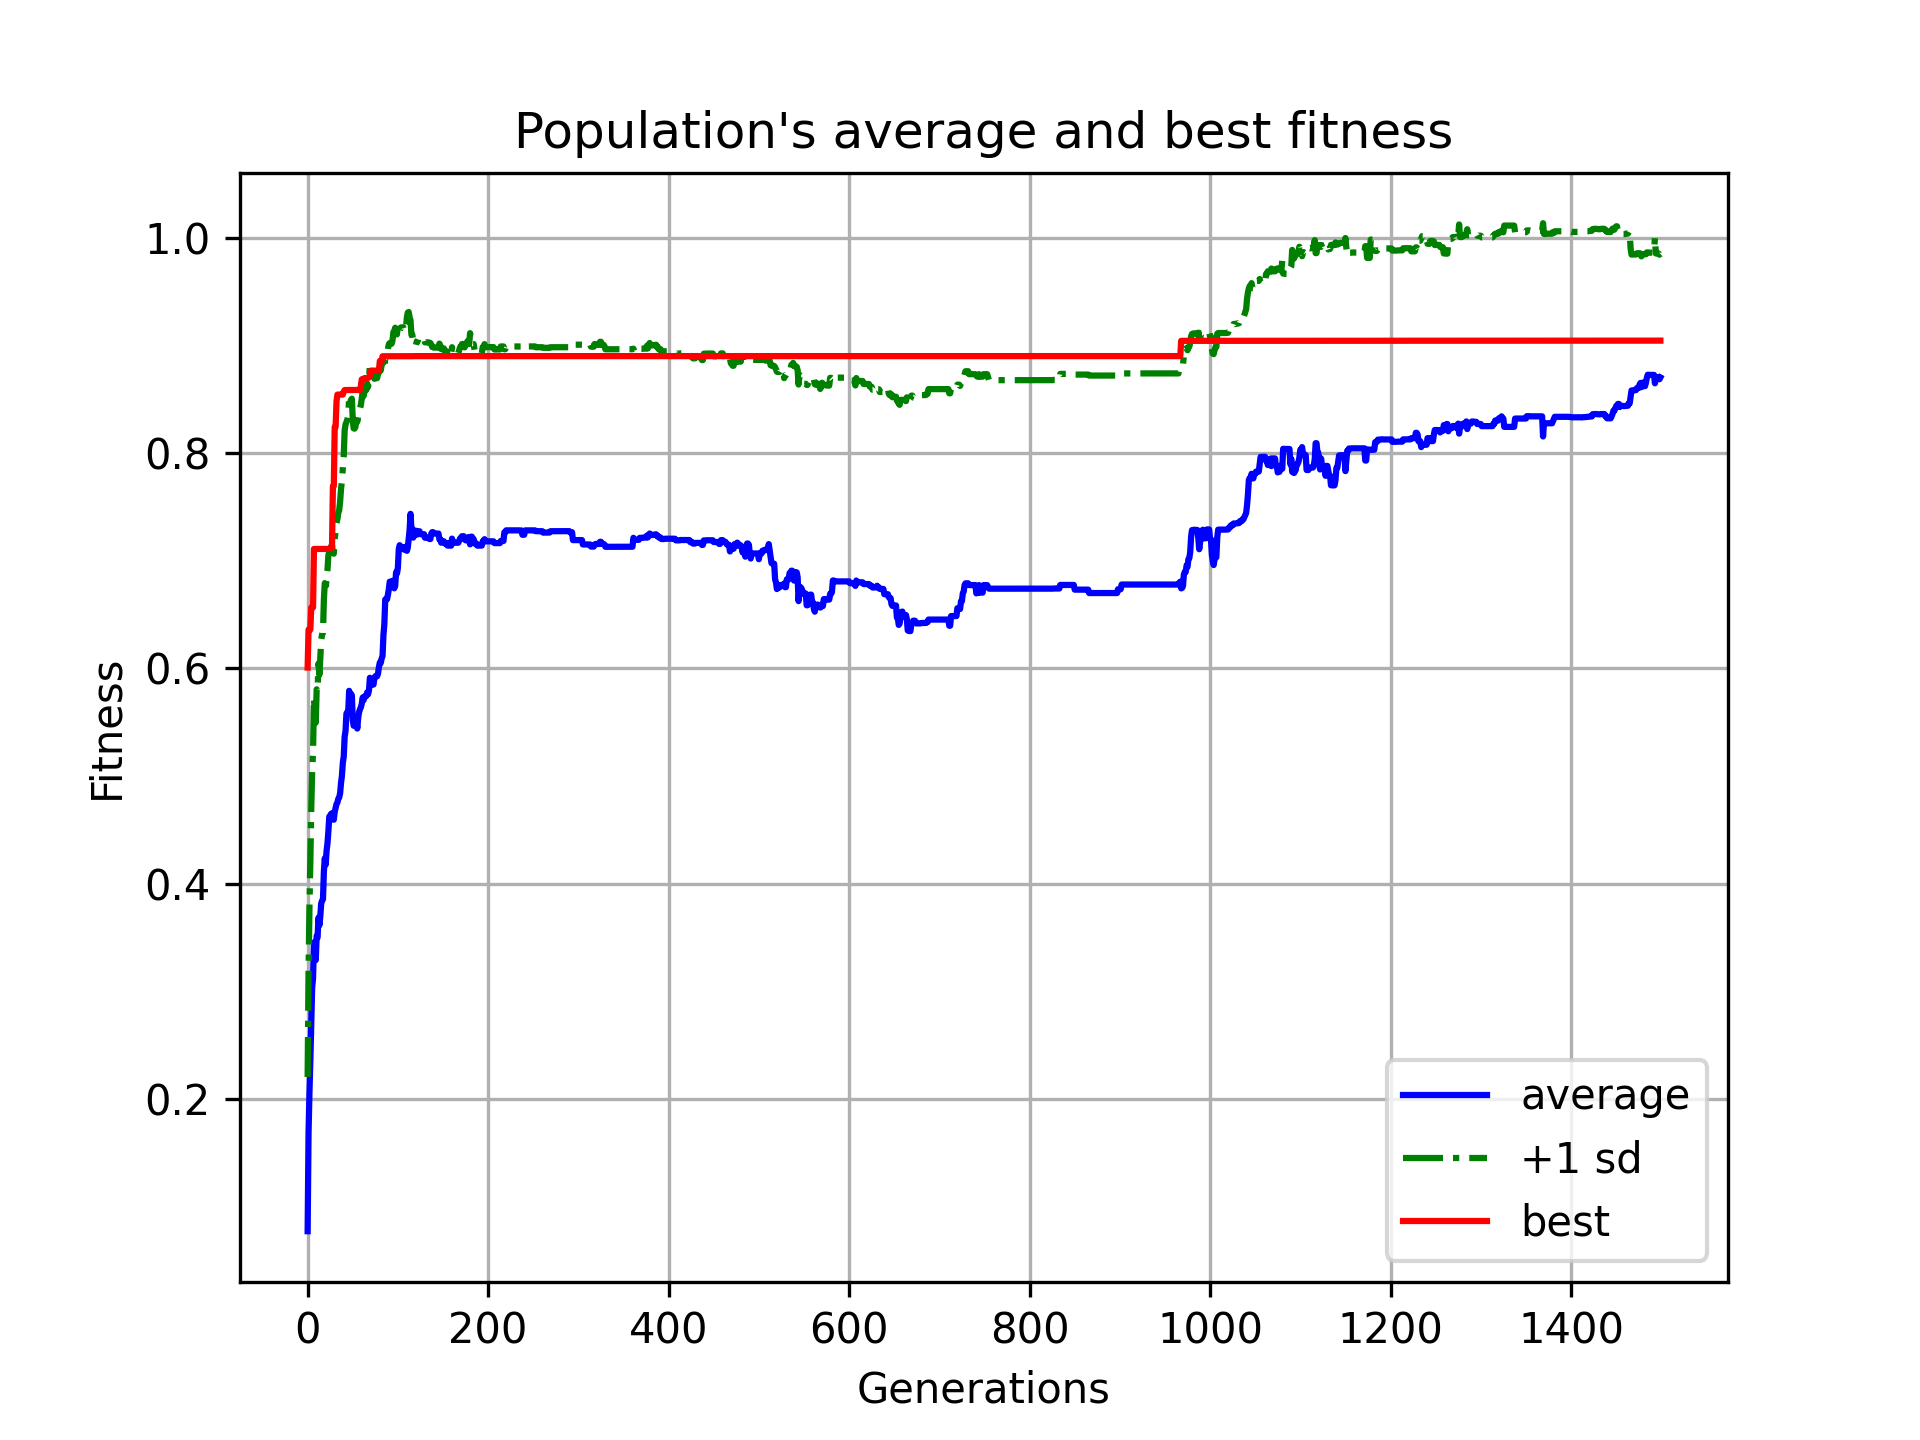 Population's average and best fitness
1.0
0.8
0.6
0.4
0.2
Fitness
0 200 400 600 800 1000 1200 1400
Generations
average
+1 sd
best